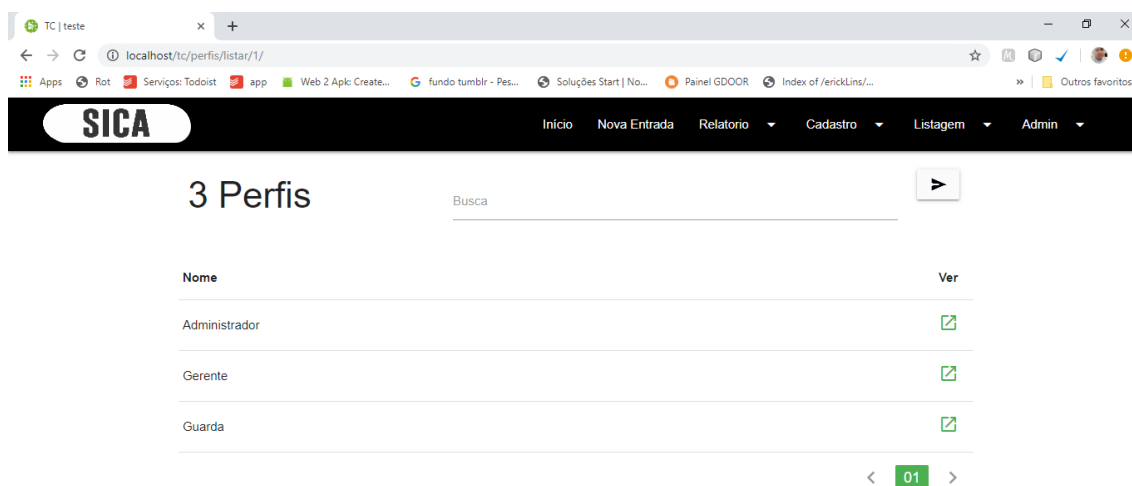 TC | teste
localhost/tc/perfis/listar/1/
Apps Rot Serviços: Todoist app Web 2 Apk: Create... fundo tumblr - Pes... Soluções Start | No... Painel GDOOR Index of /erickLins/... » Outros favoritos
SICA Início Nova Entrada Relatorio Cadastro Listagem Admin
3 Perfis
Busca
Nome Ver
Administrador
Gerente
Guarda
01